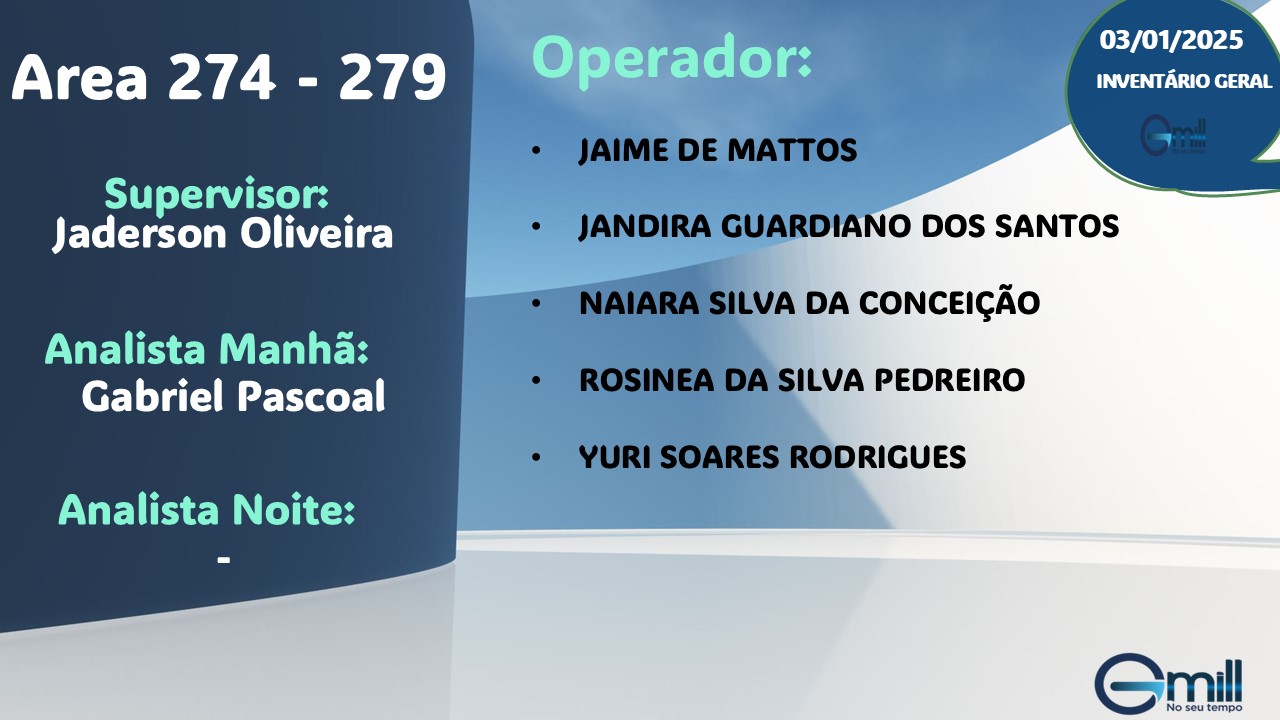 Area 274 - 279
Supervisor:
Jaderson Oliveira
Analista Manhã:
Gabriel Pascoal
Analista Noite:
-
Operador:
• JAIME DE MATTOS
• JANDIRA GUARDIANO DOS SANTOS
• NAIARA SILVA DA CONCEIÇÃO
• ROSINEA DA SILVA PEDREIRO
• YURI SOARES RODRIGUES
03/01/2025
INVENTÁRIO GERAL
Gmill
Gmill
No seu tempo